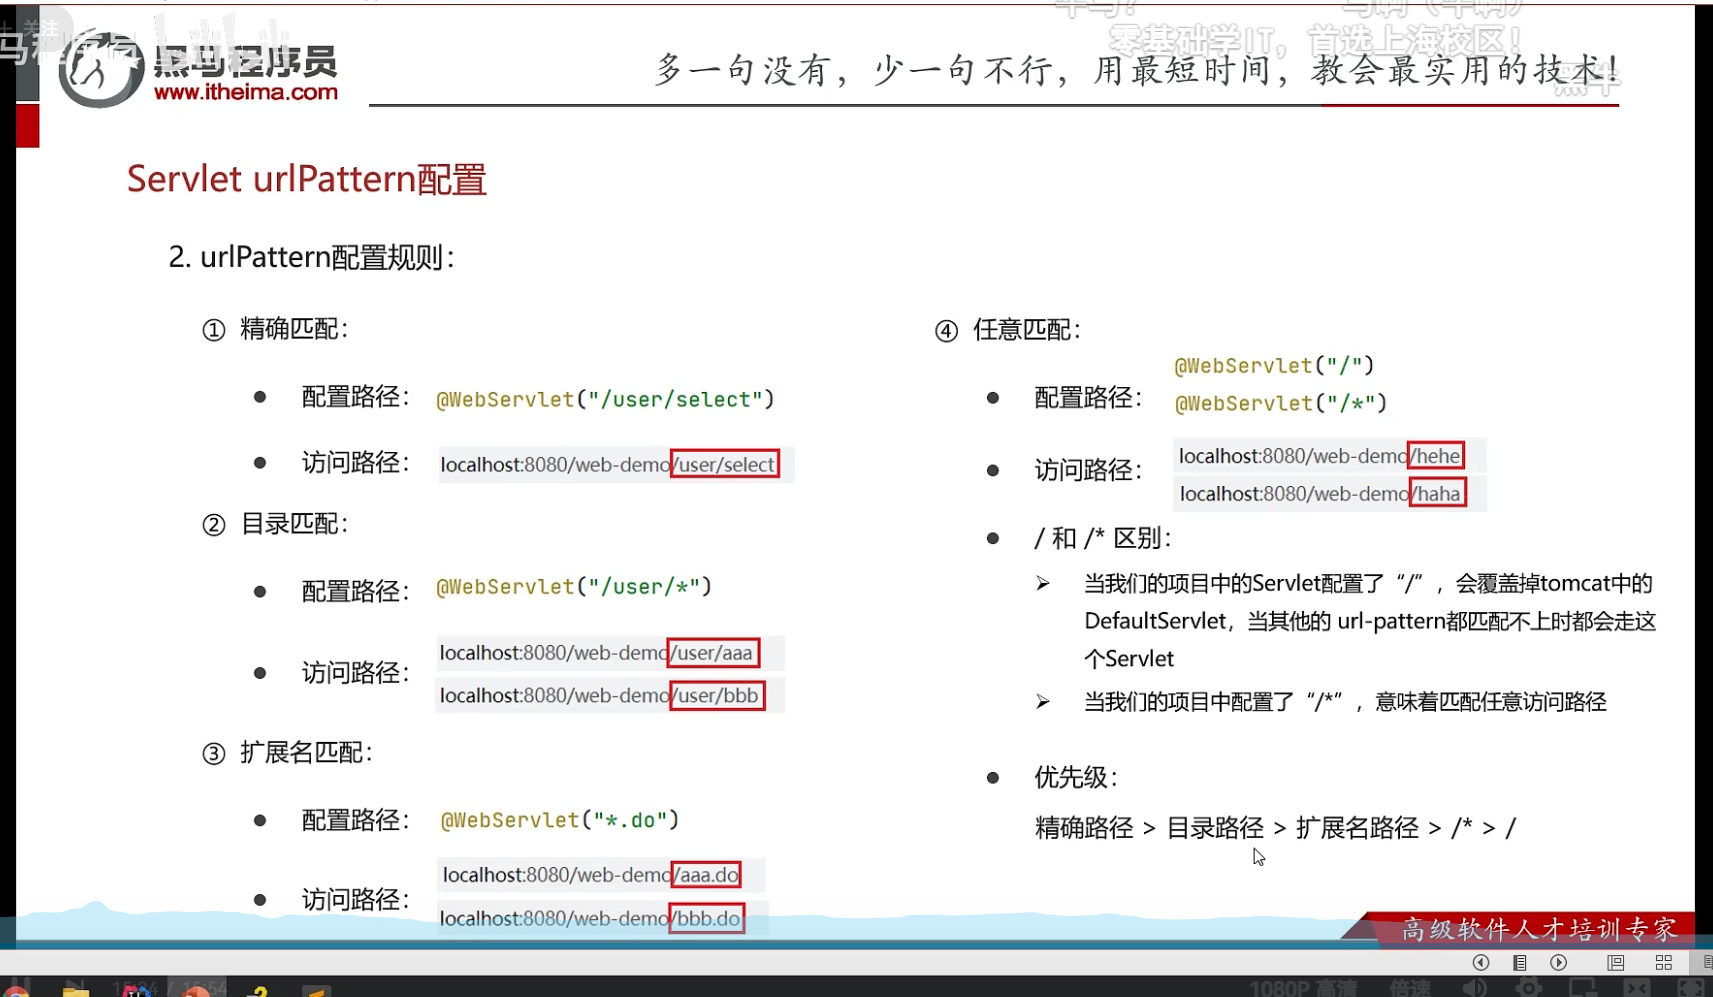 黑马程序员
www.itheima.com
零基础学IT，首选上海校区！
多一句没有，少一句不行，用最短时间，教会最实用的技术！
Servlet urlPattern配置
2. urlPattern配置规则：
① 精确匹配：
● 配置路径： @WebServlet("/user/select")
● 访问路径： localhost:8080/web-demo/user/select
② 目录匹配：
● 配置路径： @WebServlet("/user/*")
● 访问路径： localhost:8080/web-demo/user/aaa
localhost:8080/web-demo/user/bbb
③ 扩展名匹配：
● 配置路径： @WebServlet("*.do")
● 访问路径： localhost:8080/web-demo/aaa.do
localhost:8080/web-demo/bbb.do
④ 任意匹配：
● 配置路径： @WebServlet("/")
@WebServlet("/*")
● 访问路径： localhost:8080/web-demo/hehe
localhost:8080/web-demo/haha
● / 和 /* 区别：
➢ 当我们的项目中的Servlet配置了“/”，会覆盖掉tomcat中的
DefaultServlet，当其他的 url-pattern都匹配不上时都会走这
个Servlet
➢ 当我们的项目中配置了“/*”，意味着匹配任意访问路径
● 优先级：
精确路径 > 目录路径 > 扩展名路径 > /* > /
高级软件人才培训专家
1080P 高清 倍速